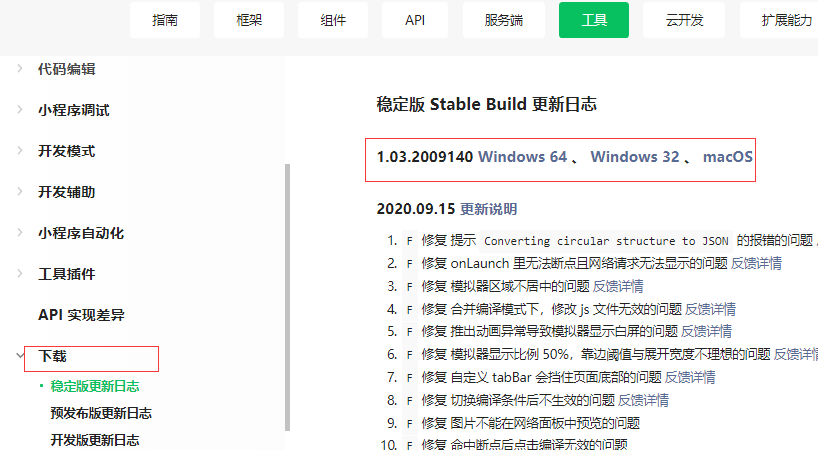 指南 框架 组件 API 服务端 工具 云开发 扩展能力
代码编辑
小程序调试
开发模式
开发辅助
小程序自动化
工具插件
API 实现差异
下载
稳定版更新日志
预发布版更新日志
开发版更新日志
稳定版 Stable Build 更新日志
1.03.2009140 Windows 64 、 Windows 32 、 macOS
2020.09.15 更新说明
1. F 修复 提示 Converting circular structure to JSON 的报错的问题
2. F 修复 onLaunch 里无法断点且网络请求无法显示的问题 反馈详情
3. F 修复 模拟器区域不居中的问题 反馈详情
4. F 修复 合并编译模式下，修改 js 文件无效的问题 反馈详情
5. F 修复 推出动画异常导致模拟器显示白屏的问题 反馈详情
6. F 修复 模拟器显示比例 50%，靠边阈值与展开宽度不理想的问题 反馈详情
7. F 修复 自定义 tabBar 会挡住页面底部的问题 反馈详情
8. F 修复 切换编译条件后不生效的问题 反馈详情
9. F 修复 图片不能在网络面板中预览的问题
10. F 修复 命中断点后点击编译无效的问题